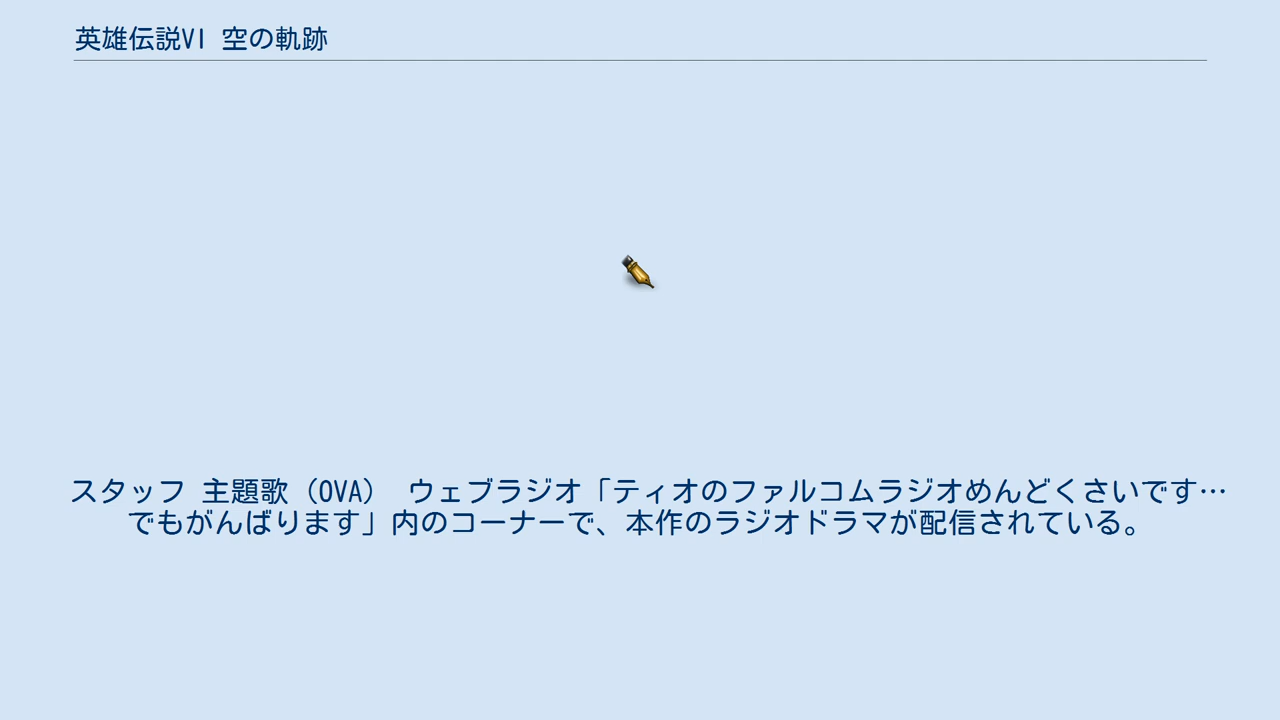 英雄伝説VI 空の軌跡
スタッフ 主題歌（OVA） ウェブラジオ「ティオのファルコムラジオめんどくさいです…
でもがんばります」内のコーナーで、本作のラジオドラマが配信されている。